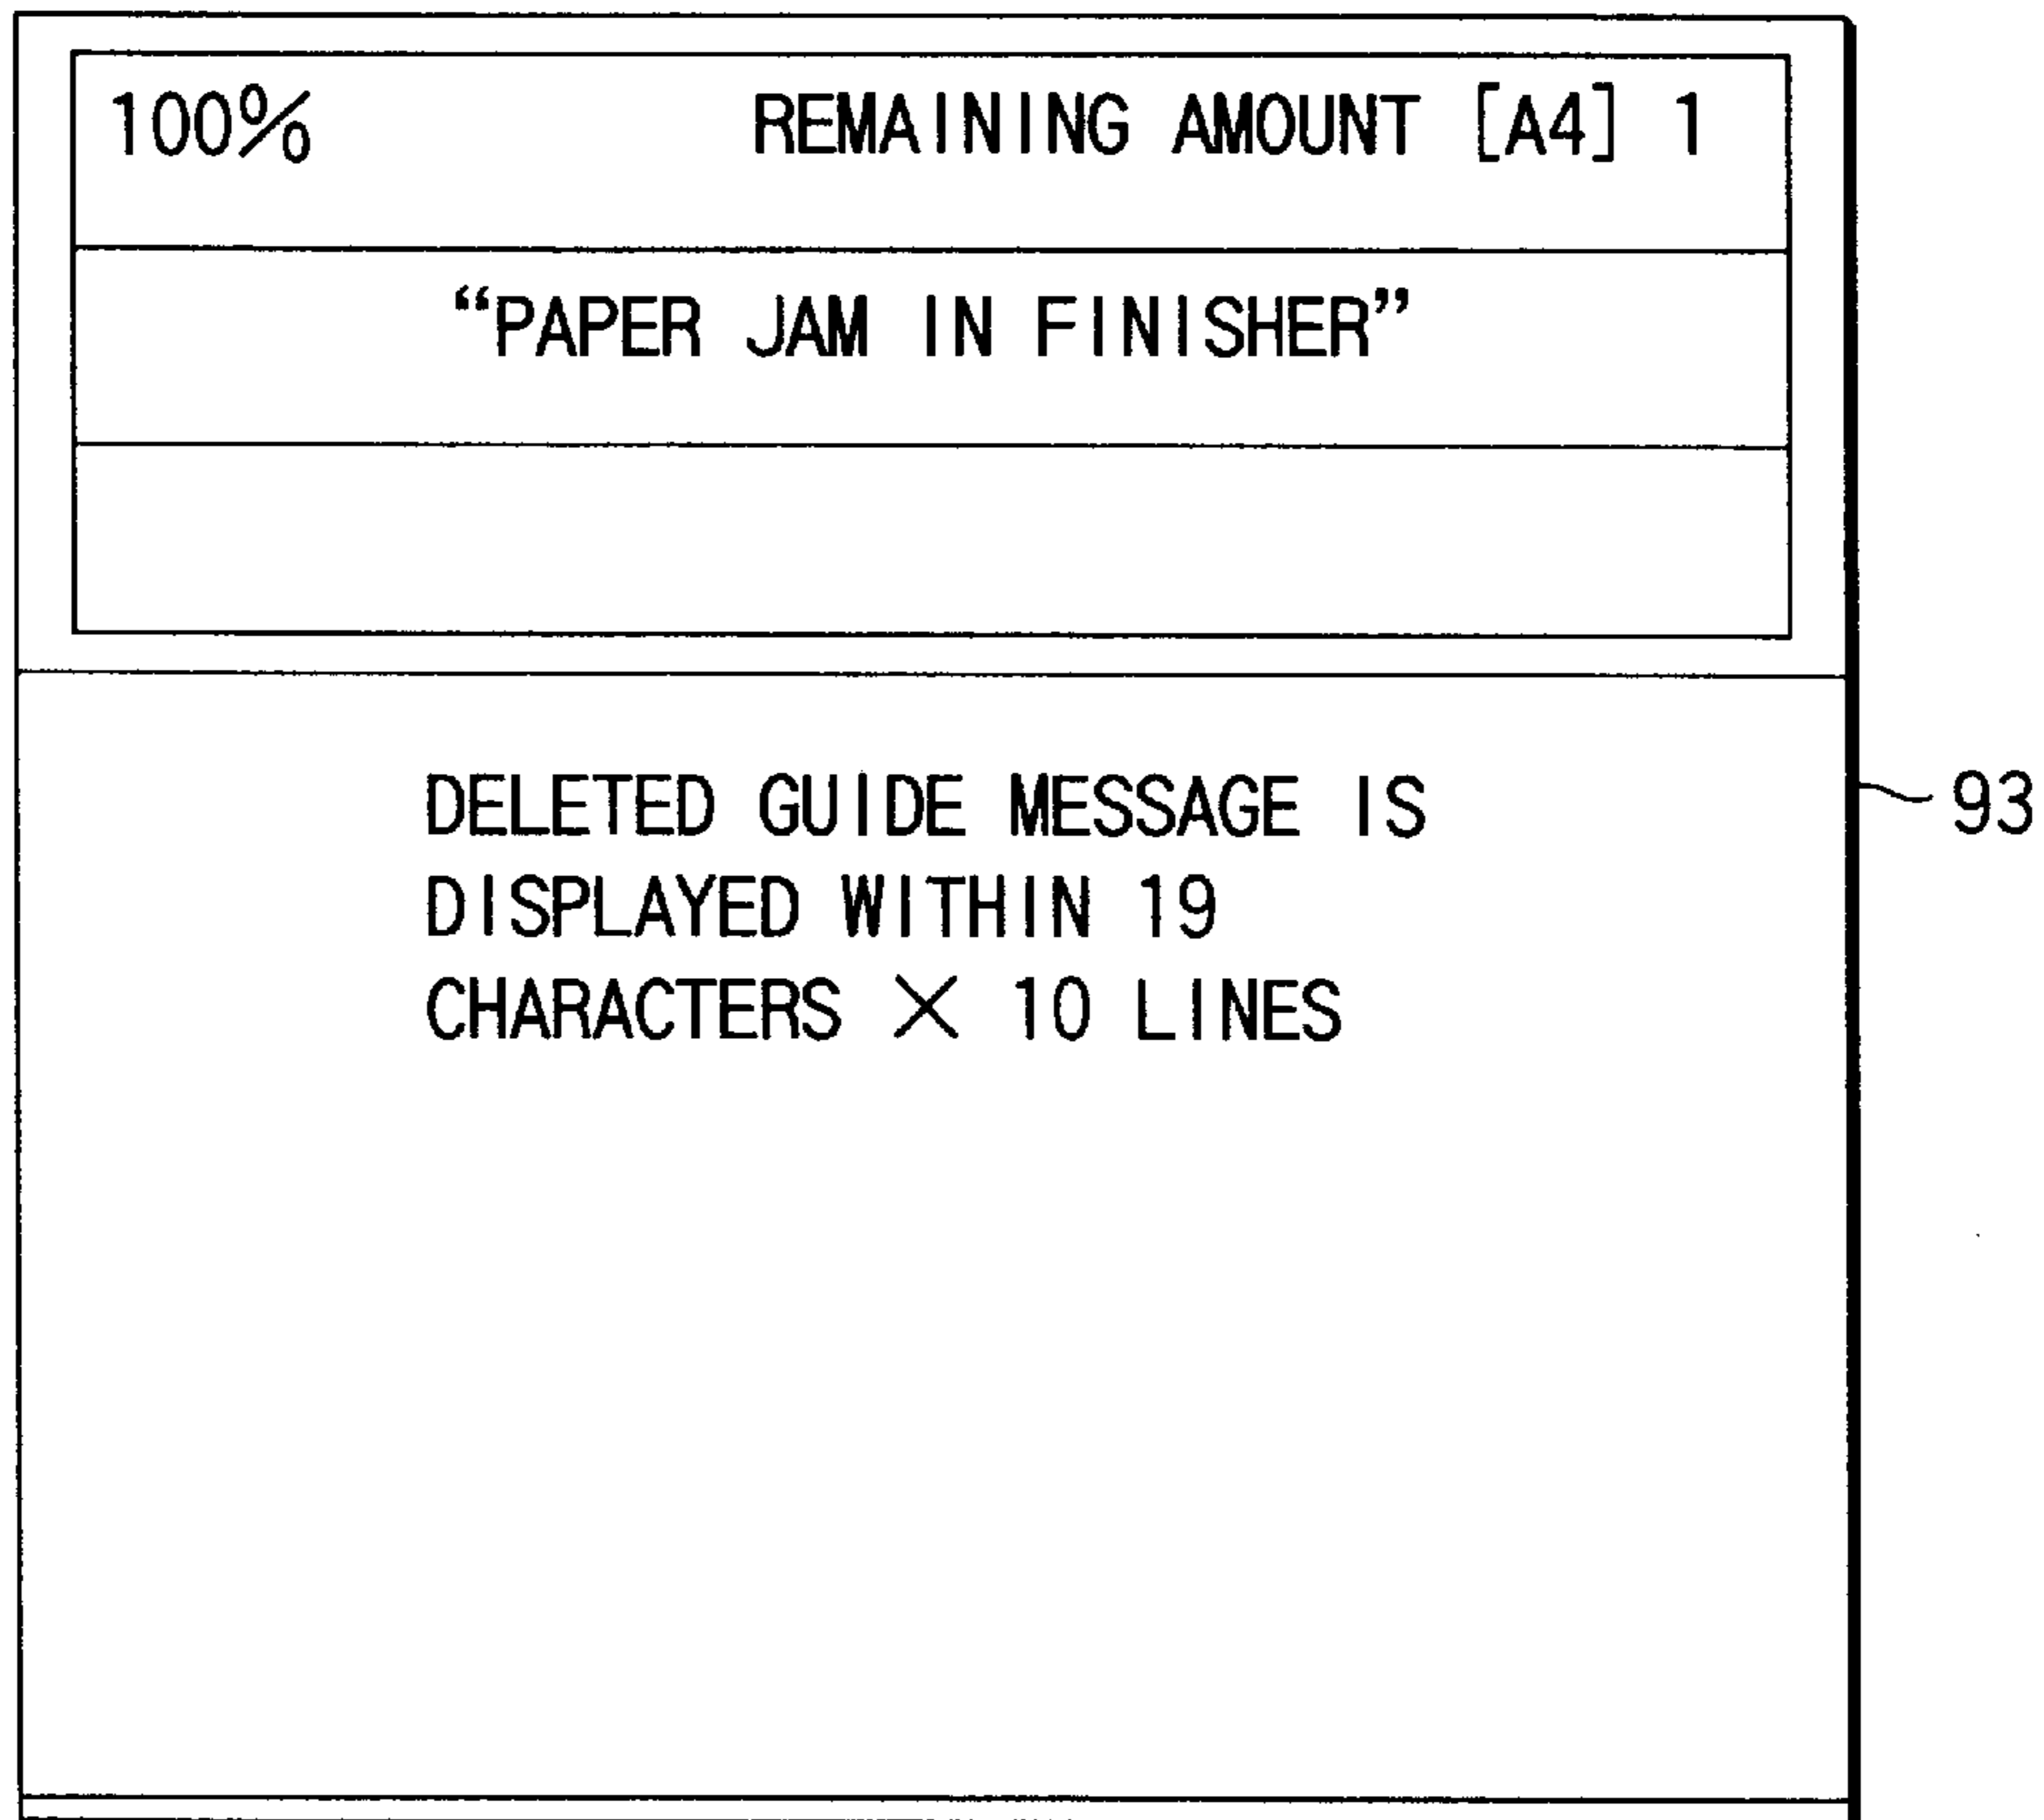 100% REMAINING AMOUNT [A4] 1
“PAPER JAM IN FINISHER”
DELETED GUIDE MESSAGE IS
DISPLAYED WITHIN 19
CHARACTERS × 10 LINES
93